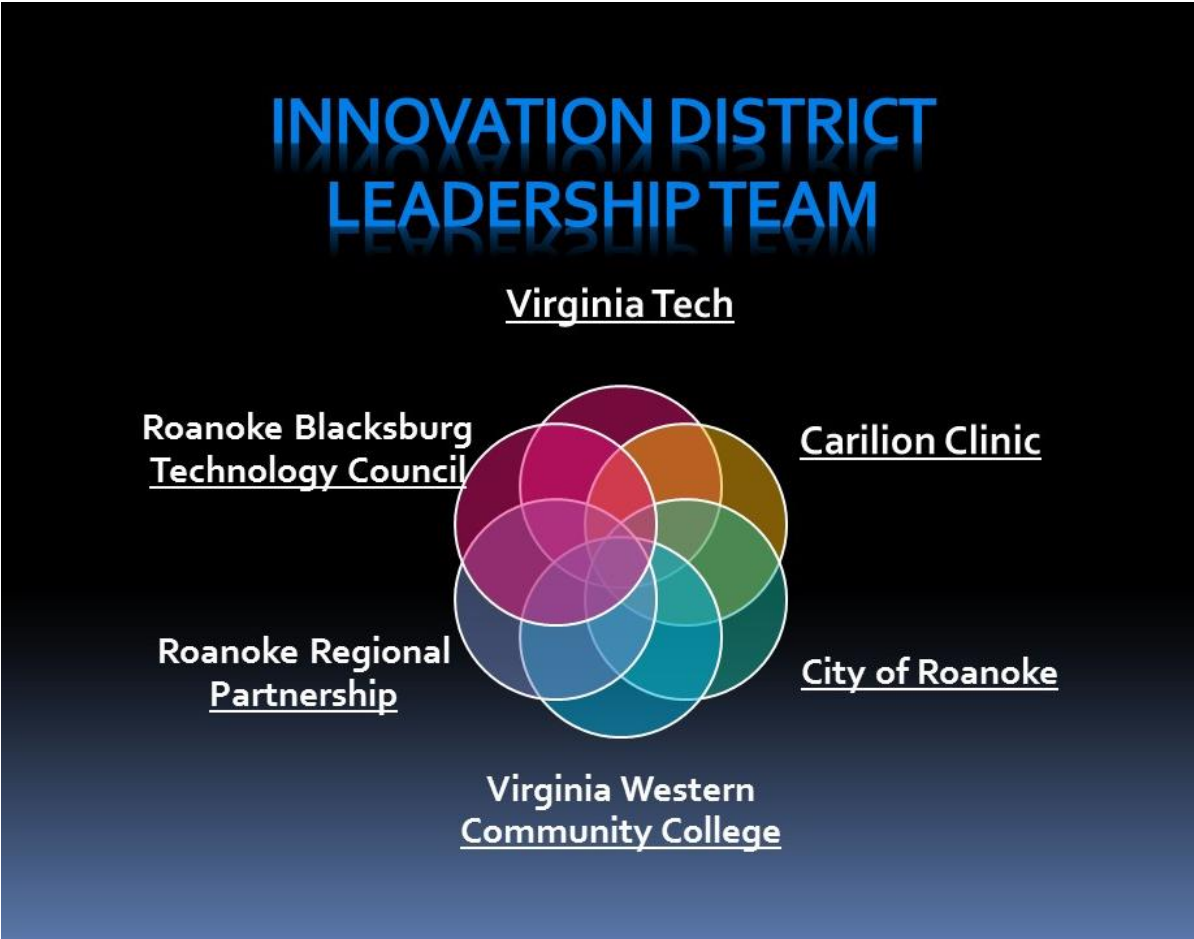 INNOVATION DISTRICT
LEADERSHIP TEAM
Virginia Tech
Roanoke Blacksburg
Technology Council
Carilion Clinic
Roanoke Regional
Partnership
City of Roanoke
Virginia Western
Community College